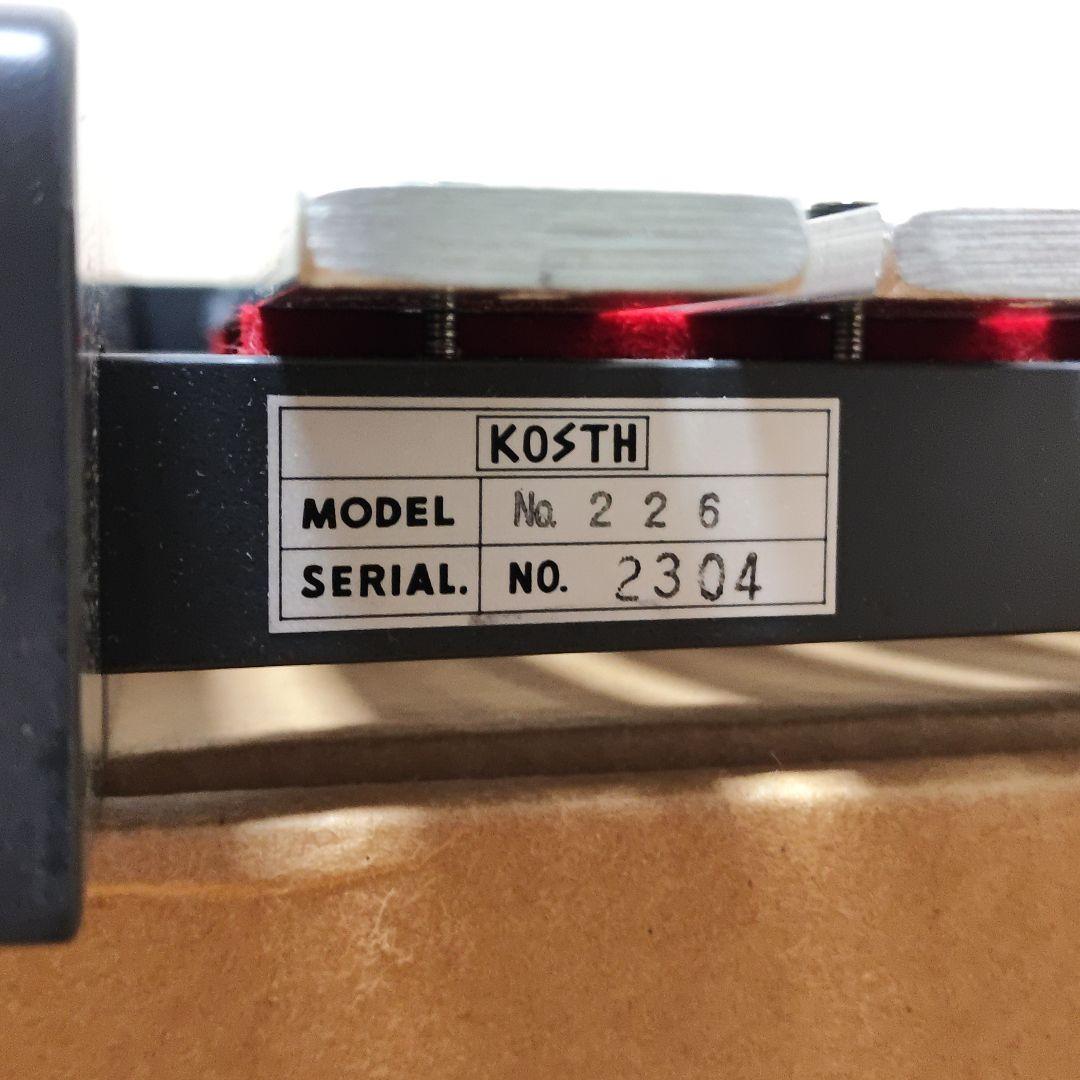 KOSTH
MODEL No. 2 2 6
SERIAL. NO. 2304